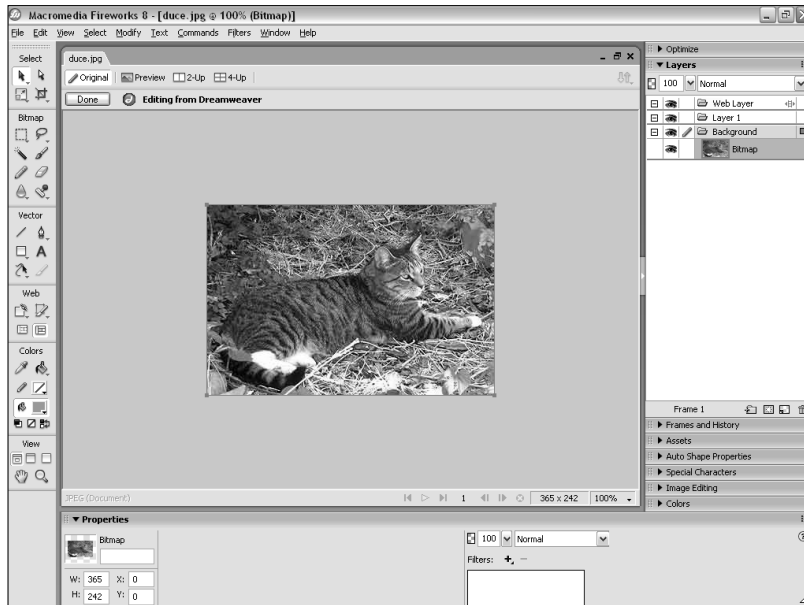 Macromedia Fireworks 8 - [duce.jpg @ 100% (Bitmap)]
File Edit View Select Modify Text Commands Filters Window Help
Select
Bitmap
Vector
Web
Colors
View
duce.jpg
Original Preview 2-Up 4-Up
Done Editing from Dreamweaver
JPEG (Document)
1 365 x 242 100%
Optimize
Layers
100 Normal
Web Layer
Layer 1
Background
Bitmap
Frame 1
Frames and History
Assets
Auto Shape Properties
Special Characters
Image Editing
Colors
Properties
Bitmap
W: 365 X: 0
H: 242 Y: 0
100 Normal
Filters: